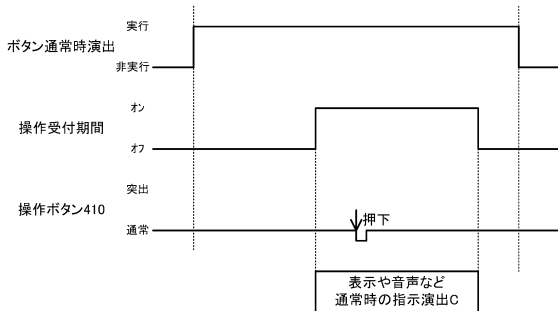 実行
ボタン通常時演出
非実行
オン
操作受付期間
オフ
突出
操作ボタン410
通常
押下
表示や音声など
通常時の指示演出C